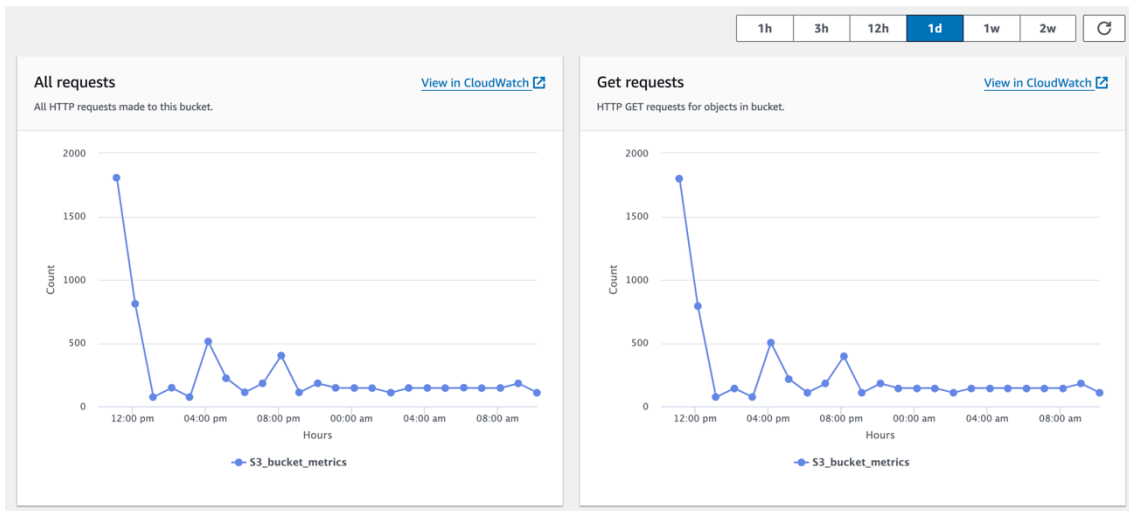 1h 3h 12h 1d 1w 2w
All requests View in CloudWatch
All HTTP requests made to this bucket.
2000
1500
1000
500
0
Count
12:00 pm 04:00 pm 08:00 pm 00:00 am 04:00 am 08:00 am
Hours
S3_bucket_metrics
Get requests View in CloudWatch
HTTP GET requests for objects in bucket.
2000
1500
1000
500
0
Count
12:00 pm 04:00 pm 08:00 pm 00:00 am 04:00 am 08:00 am
Hours
S3_bucket_metrics